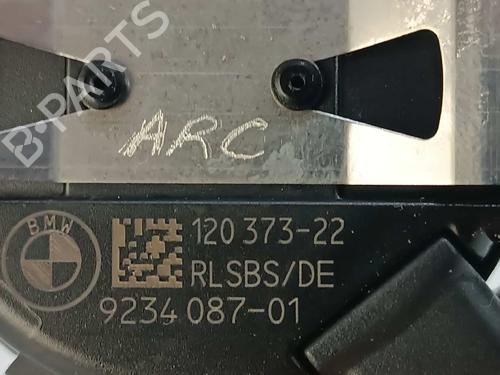 B-PARTS
ARC
BMW
120 373-22
RLSBS/DE
9234 087-01